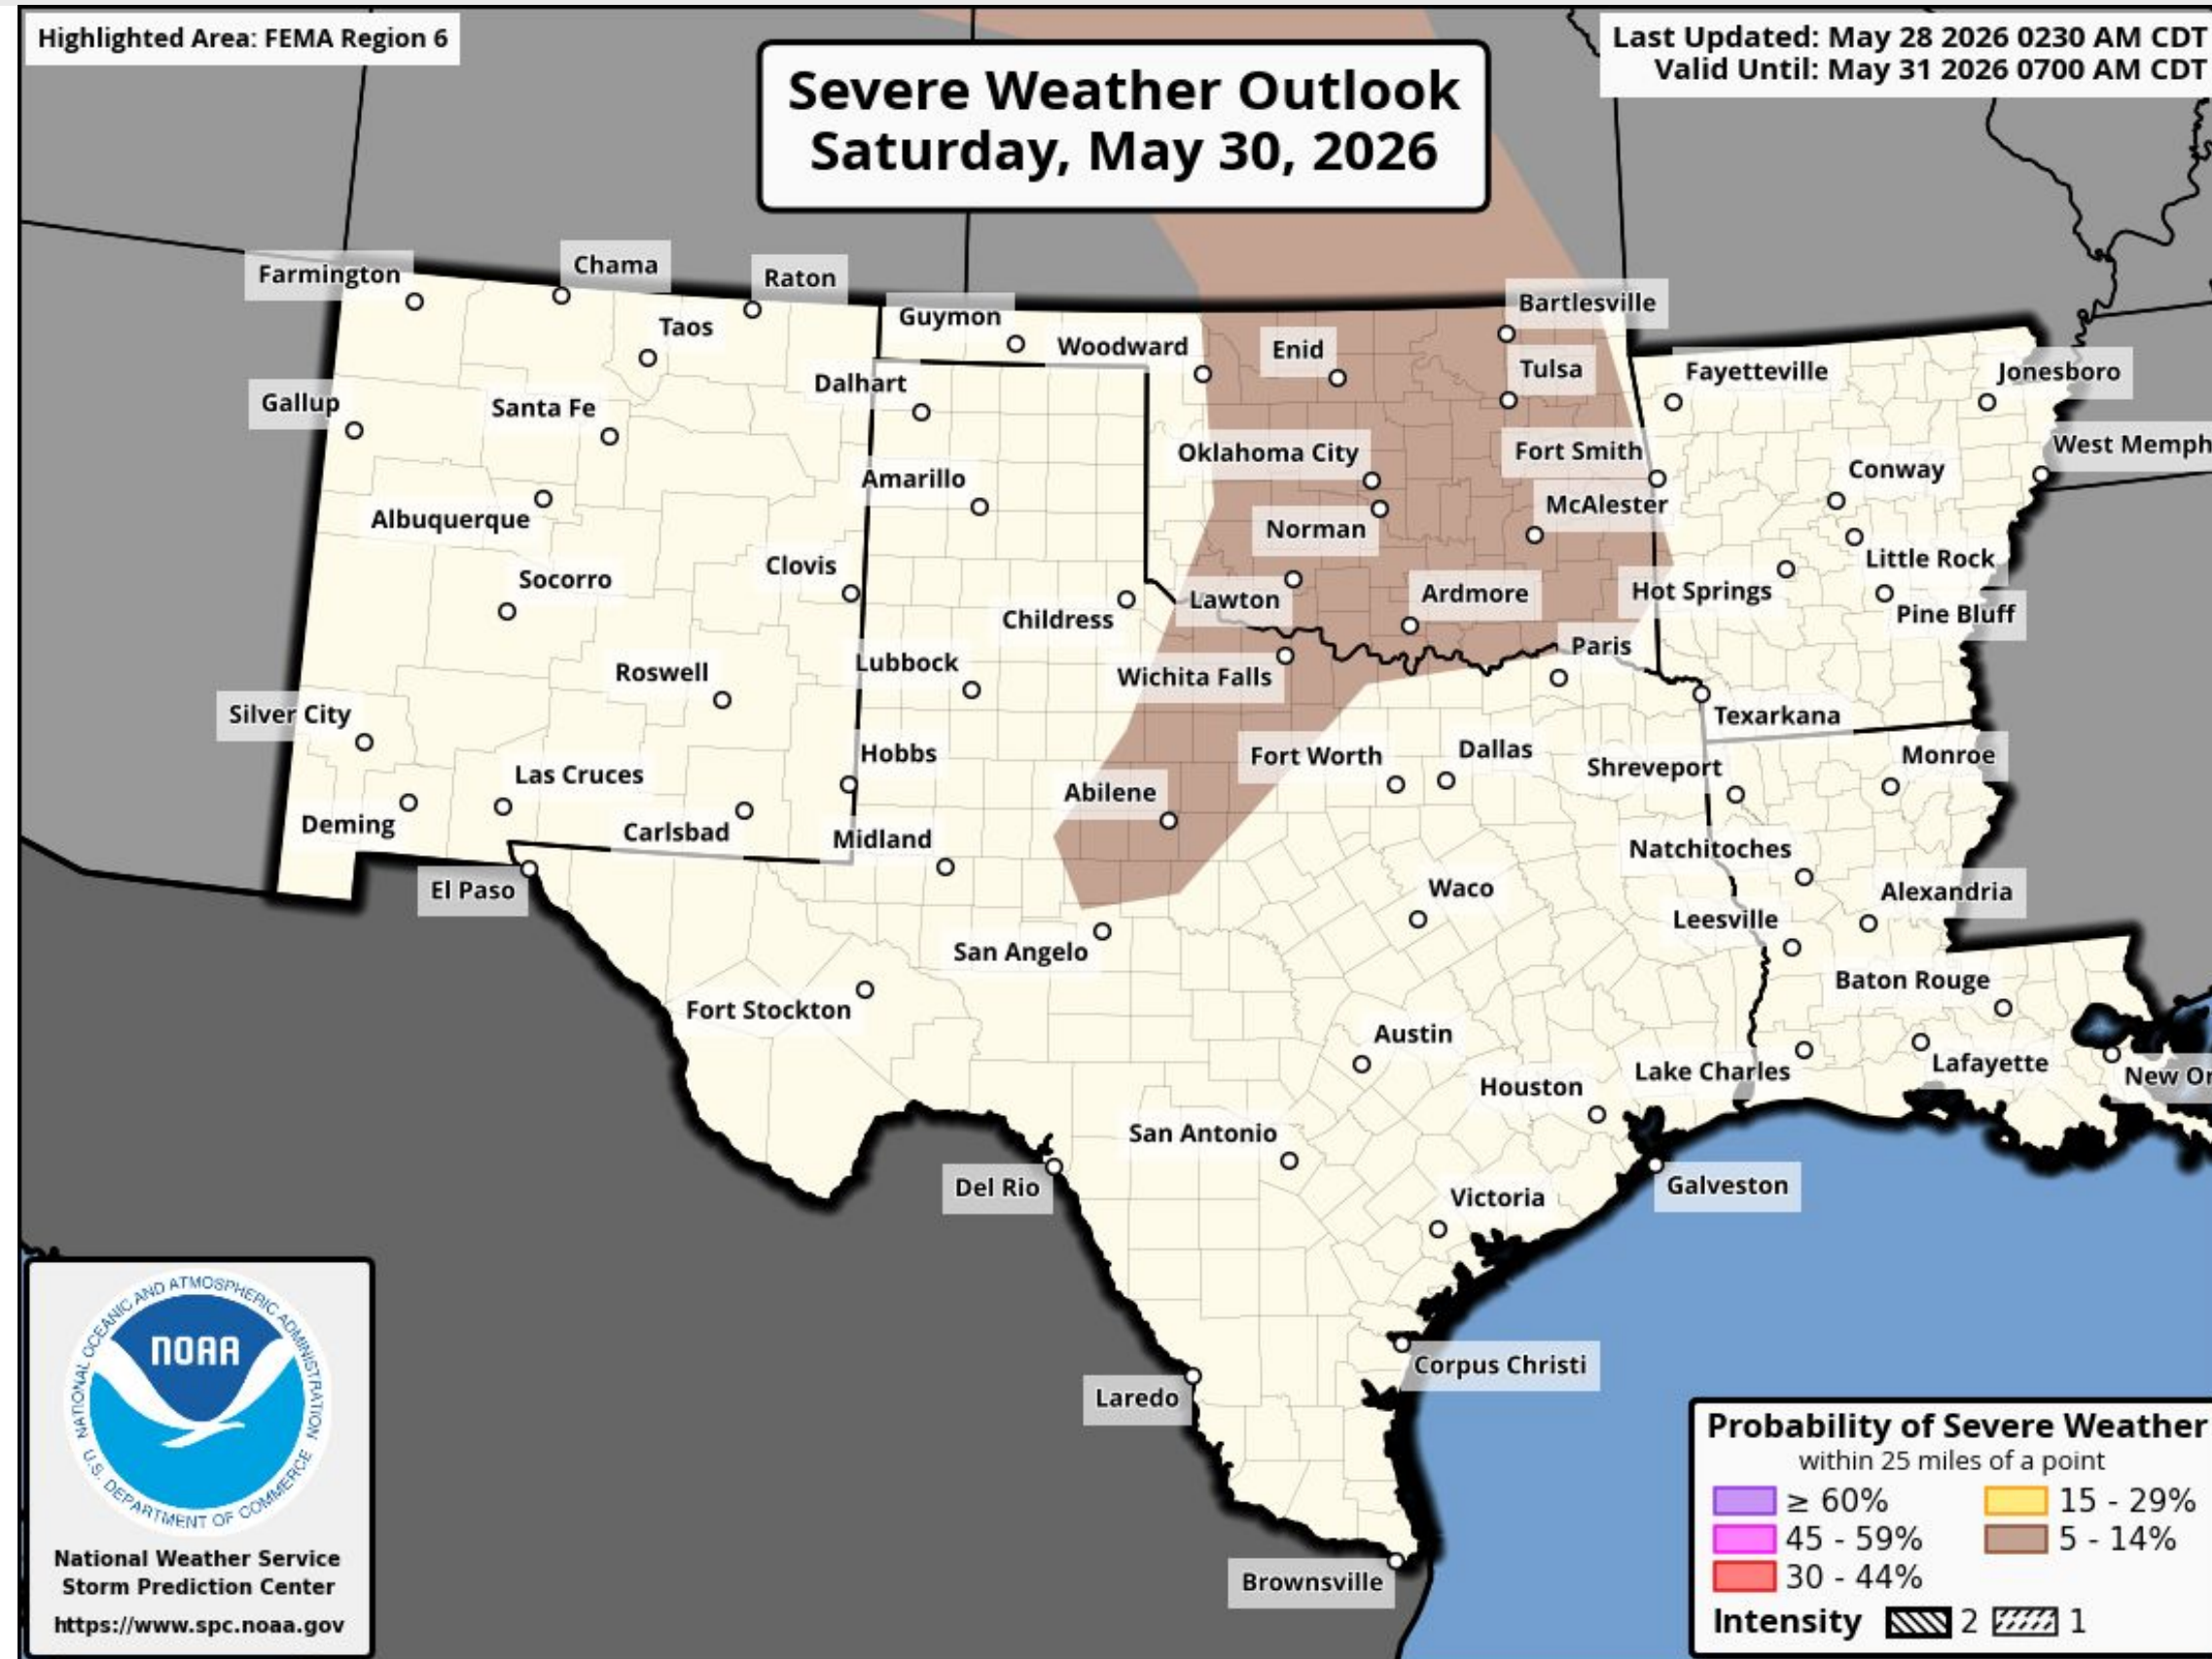 Highlighted Area: FEMA Region 6
Severe Weather Outlook
Saturday, May 30, 2026
Last Updated: May 28 2026 0230 AM CDT
Valid Until: May 31 2026 0700 AM CDT
Farmington
Chama
Raton
Taos
Guymon
Woodward
Enid
Bartlesville
Tulsa
Fayetteville
Jonesboro
Dalhart
Gallup
Santa Fe
Oklahoma City
Fort Smith
West Memph
Amarillo
Conway
Albuquerque
Norman
McAlester
Little Rock
Clovis
Socorro
Childress
Lawton
Ardmore
Hot Springs
Pine Bluff
Roswell
Lubbock
Wichita Falls
Paris
Silver City
Texarkana
Hobbs
Fort Worth
Dallas
Shreveport
Monroe
Las Cruces
Abilene
Deming
Carlsbad
Midland
Natchitoches
El Paso
Waco
Alexandria
San Angelo
Leesville
Fort Stockton
Baton Rouge
Austin
Houston
Lake Charles
Lafayette
New Or
San Antonio
Del Rio
Victoria
Galveston
Corpus Christi
Laredo
Brownsville
NATIONAL OCEANIC AND ATMOSPHERIC ADMINISTRATION
NOAA
U.S. DEPARTMENT OF COMMERCE
National Weather Service
Storm Prediction Center
https://www.spc.noaa.gov
Probability of Severe Weather
within 25 miles of a point
≥ 60% 15 - 29%
45 - 59% 5 - 14%
30 - 44%
Intensity 2 1